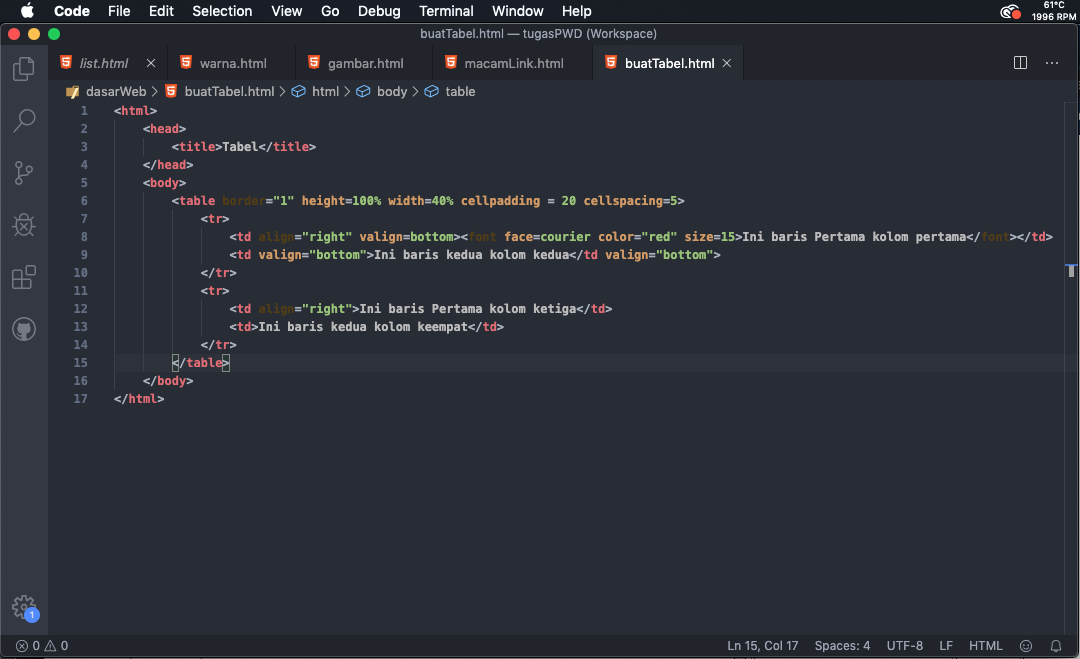 Code File Edit Selection View Go Debug Terminal Window Help
61°C
1996 RPM
buatTabel.html — tugasPWD (Workspace)
list.html warna.html gambar.html macamLink.html buatTabel.html
dasarWeb > buatTabel.html > html > body > table
1 <html>
2 <head>
3 <title>Tabel</title>
4 </head>
5 <body>
6 <table border="1" height=100% width=40% cellpadding = 20 cellspacing=5>
7 <tr>
8 <td align="right" valign=bottom><font face=courier color="red" size=15>Ini baris Pertama kolom pertama</font></td>
9 <td valign="bottom">Ini baris kedua kolom kedua</td valign="bottom">
10 </tr>
11 <tr>
12 <td align="right">Ini baris Pertama kolom ketiga</td>
13 <td>Ini baris kedua kolom keempat</td>
14 </tr>
15 </table>
16 </body>
17 </html>
1
0 0 Ln 15, Col 17 Spaces: 4 UTF-8 LF HTML